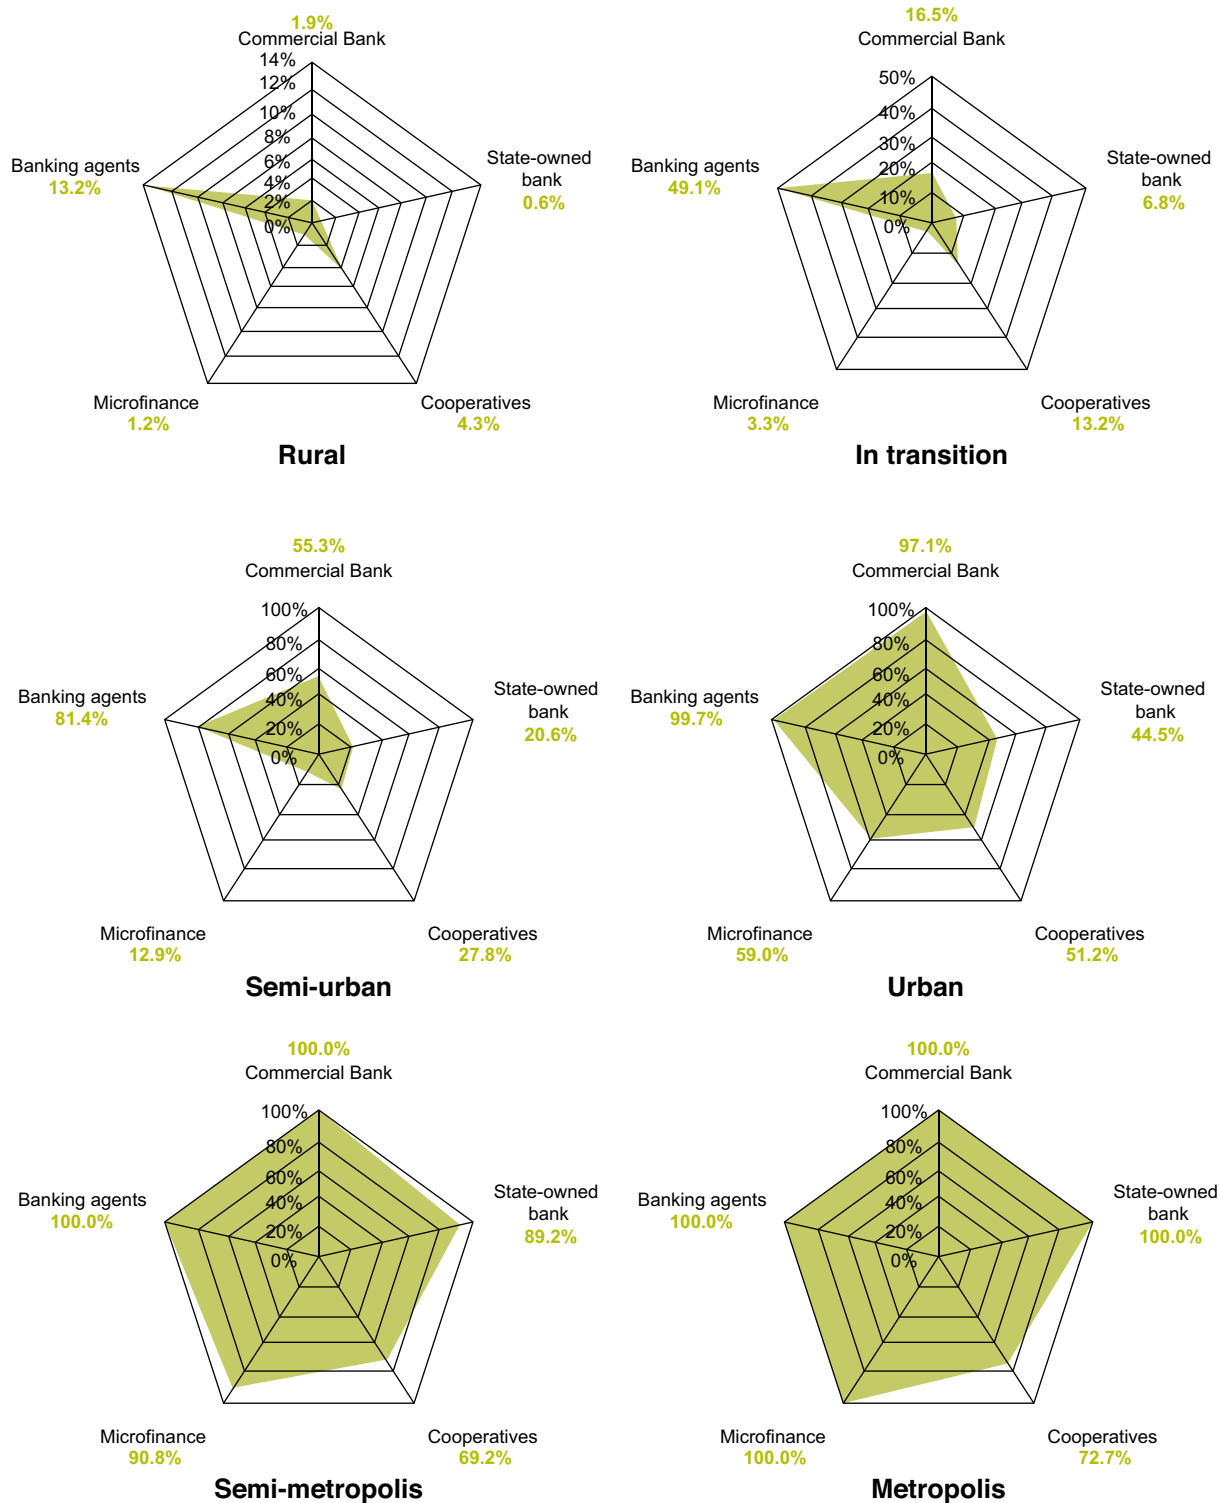 1.9%
Commercial Bank
14%
12%
10%
8%
6%
4%
2%
0%
Banking agents
13.2%
State-owned
bank
0.6%
Microfinance
1.2%
Cooperatives
4.3%
Rural
16.5%
Commercial Bank
50%
40%
30%
20%
10%
0%
Banking agents
49.1%
State-owned
bank
6.8%
Microfinance
3.3%
Cooperatives
13.2%
In transition
55.3%
Commercial Bank
100%
80%
60%
40%
20%
0%
Banking agents
81.4%
State-owned
bank
20.6%
Microfinance
12.9%
Cooperatives
27.8%
Semi-urban
97.1%
Commercial Bank
100%
80%
60%
40%
20%
0%
Banking agents
99.7%
State-owned
bank
44.5%
Microfinance
59.0%
Cooperatives
51.2%
Urban
100.0%
Commercial Bank
100%
80%
60%
40%
20%
0%
Banking agents
100.0%
State-owned
bank
89.2%
Microfinance
90.8%
Cooperatives
69.2%
Semi-metropolis
100.0%
Commercial Bank
100%
80%
60%
40%
20%
0%
Banking agents
100.0%
State-owned
bank
100.0%
Microfinance
100.0%
Cooperatives
72.7%
Metropolis